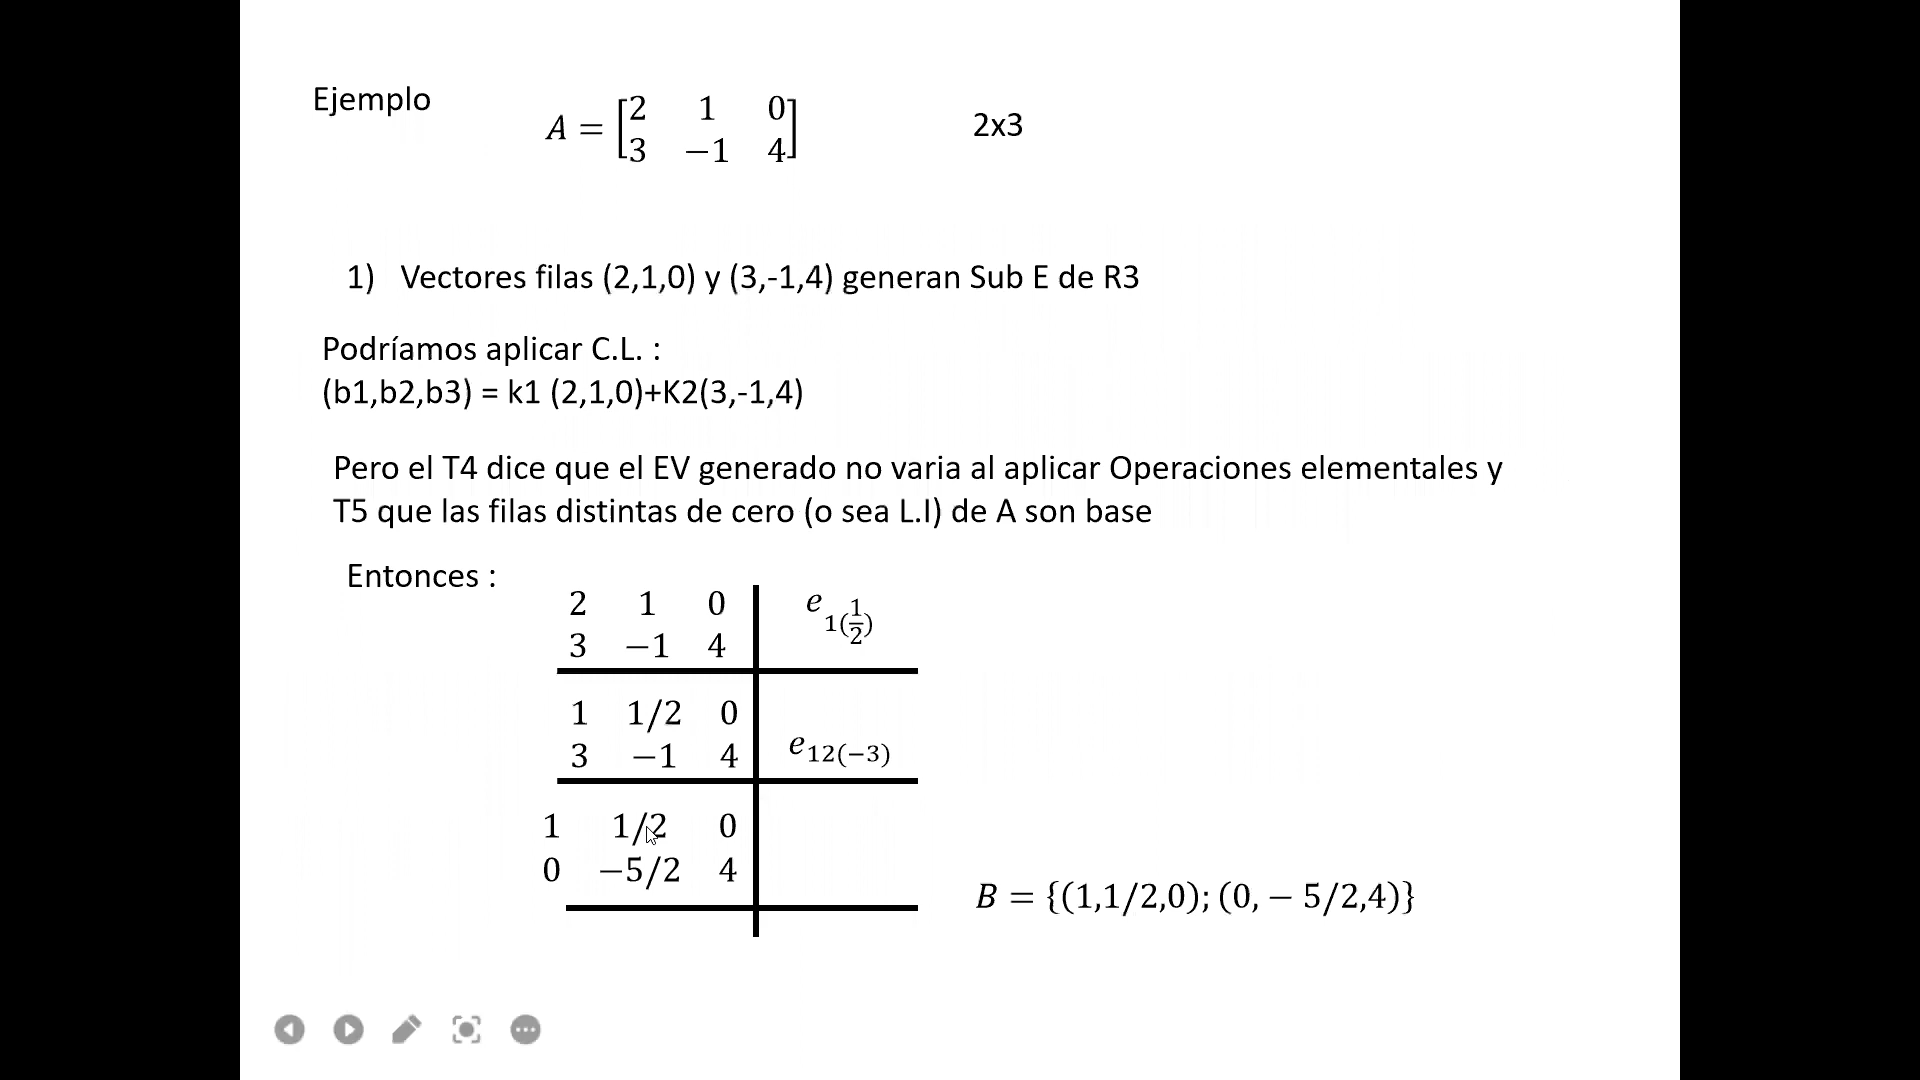 Ejemplo
A = [2 1 0
3 −1 4]
2x3
1) Vectores filas (2,1,0) y (3,-1,4) generan Sub E de R3
Podríamos aplicar C.L. :
(b1,b2,b3) = k1 (2,1,0)+K2(3,-1,4)
Pero el T4 dice que el EV generado no varia al aplicar Operaciones elementales y
T5 que las filas distintas de cero (o sea L.I) de A son base
Entonces :
2 1 0 e1(1/2)
3 −1 4
1 1/2 0
3 −1 4 e12(−3)
1 1/2 0
0 −5/2 4
B = {(1,1/2,0); (0, − 5/2,4)}